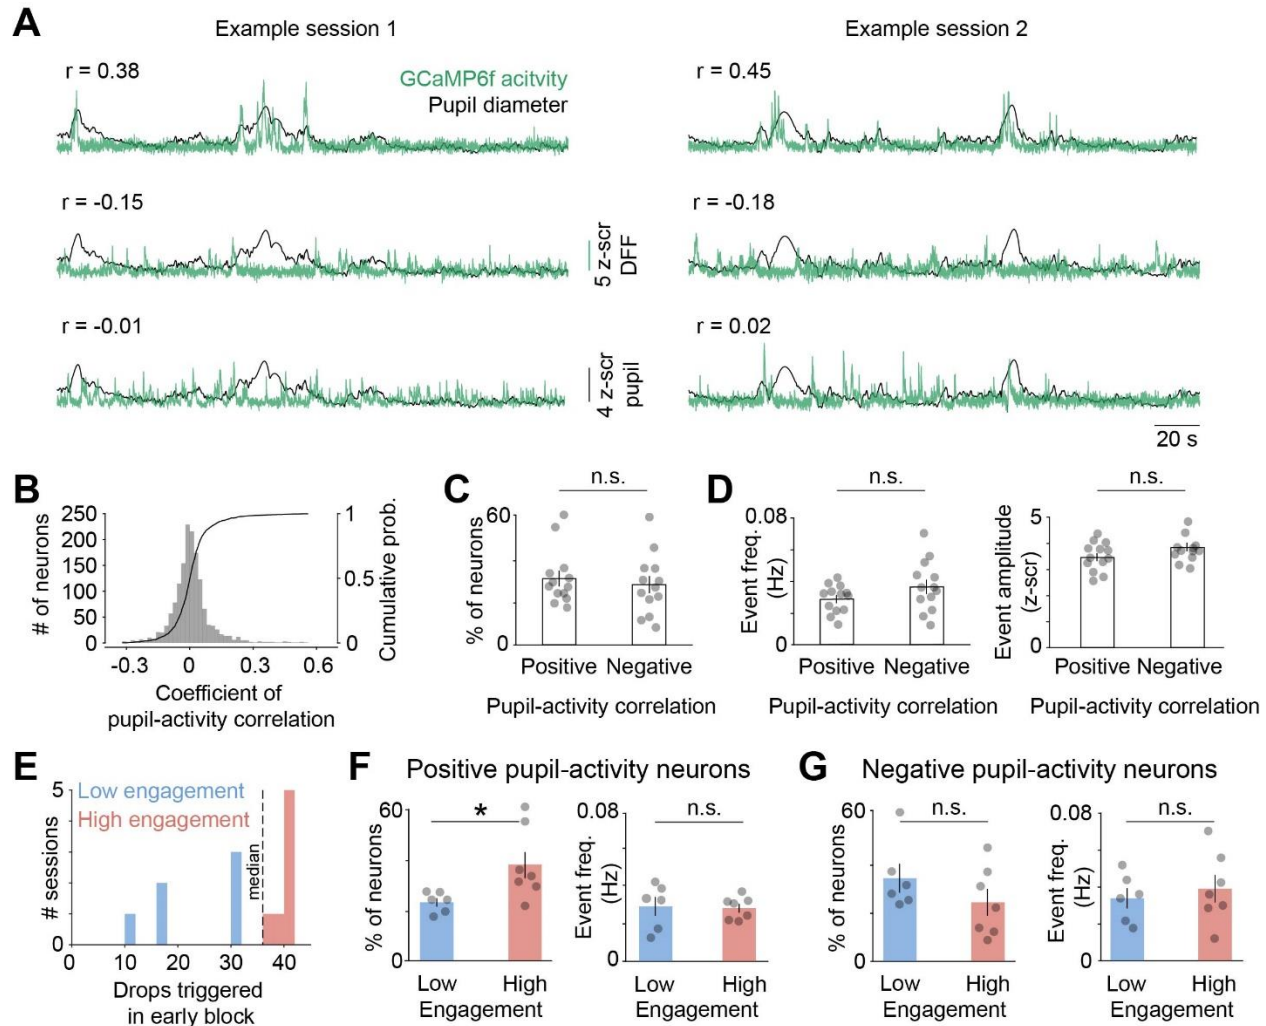 A
Example session 1
Example session 2
r = 0.38
GCaMP6f acitvity
Pupil diameter
r = 0.45
r = -0.15
5 z-scr
DFF
r = -0.18
r = -0.01
4 z-scr
pupil
r = 0.02
20 s
B
# of neurons
250
200
150
100
50
0
1
0.5
0
Cumulative prob.
-0.3 0 0.3 0.6
Coefficient of
pupil-activity correlation
C
n.s.
% of neurons
60
0
Positive Negative
Pupil-activity correlation
D
n.s.
Event freq.
(Hz)
0.08
0
Positive Negative
Pupil-activity correlation
n.s.
Event amplitude
(z-scr)
5
0
Positive Negative
Pupil-activity correlation
E
# sessions
5
0
Low engagement
High engagement
median
0 10 20 30 40
Drops triggered
in early block
F
Positive pupil-activity neurons
% of neurons
60
0
*
Low High
Engagement
Event freq.
(Hz)
0.08
0
n.s.
Low High
Engagement
G
Negative pupil-activity neurons
% of neurons
60
0
n.s.
Low High
Engagement
Event freq.
(Hz)
0.08
0
n.s.
Low High
Engagement